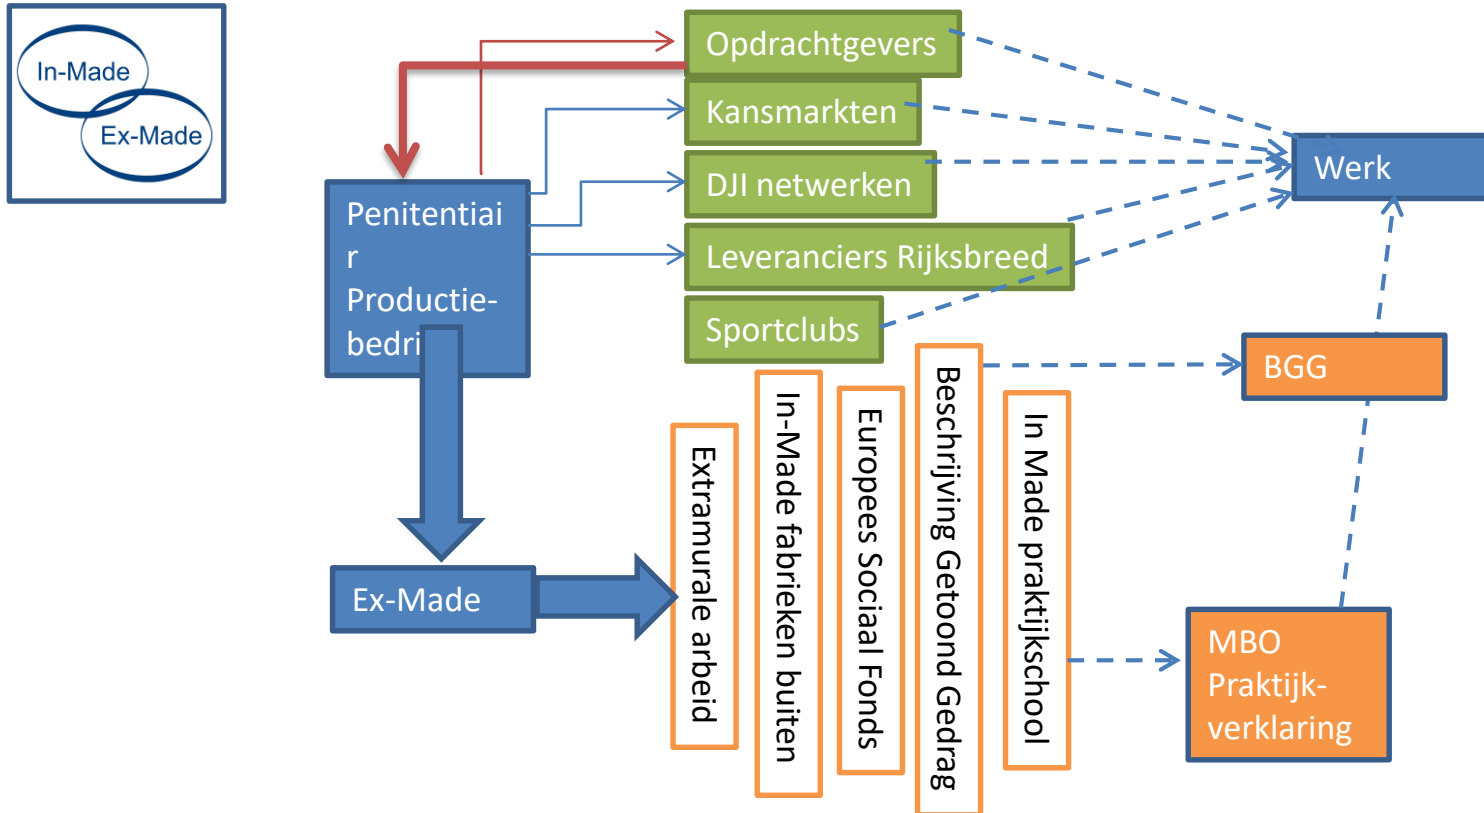 In-Made
Ex-Made
Opdrachtgevers
Kansmarkten
DJI netwerken
Leveranciers Rijksbreed
Sportclubs
Werk
Penitentiai
r
Productie-
bedri
BGG
Ex-Made
Extramurale arbeid
In-Made fabrieken buiten
Europees Sociaal Fonds
Beschrijving Getoond Gedrag
In Made praktijkschool
MBO
Praktijk-
verklaring